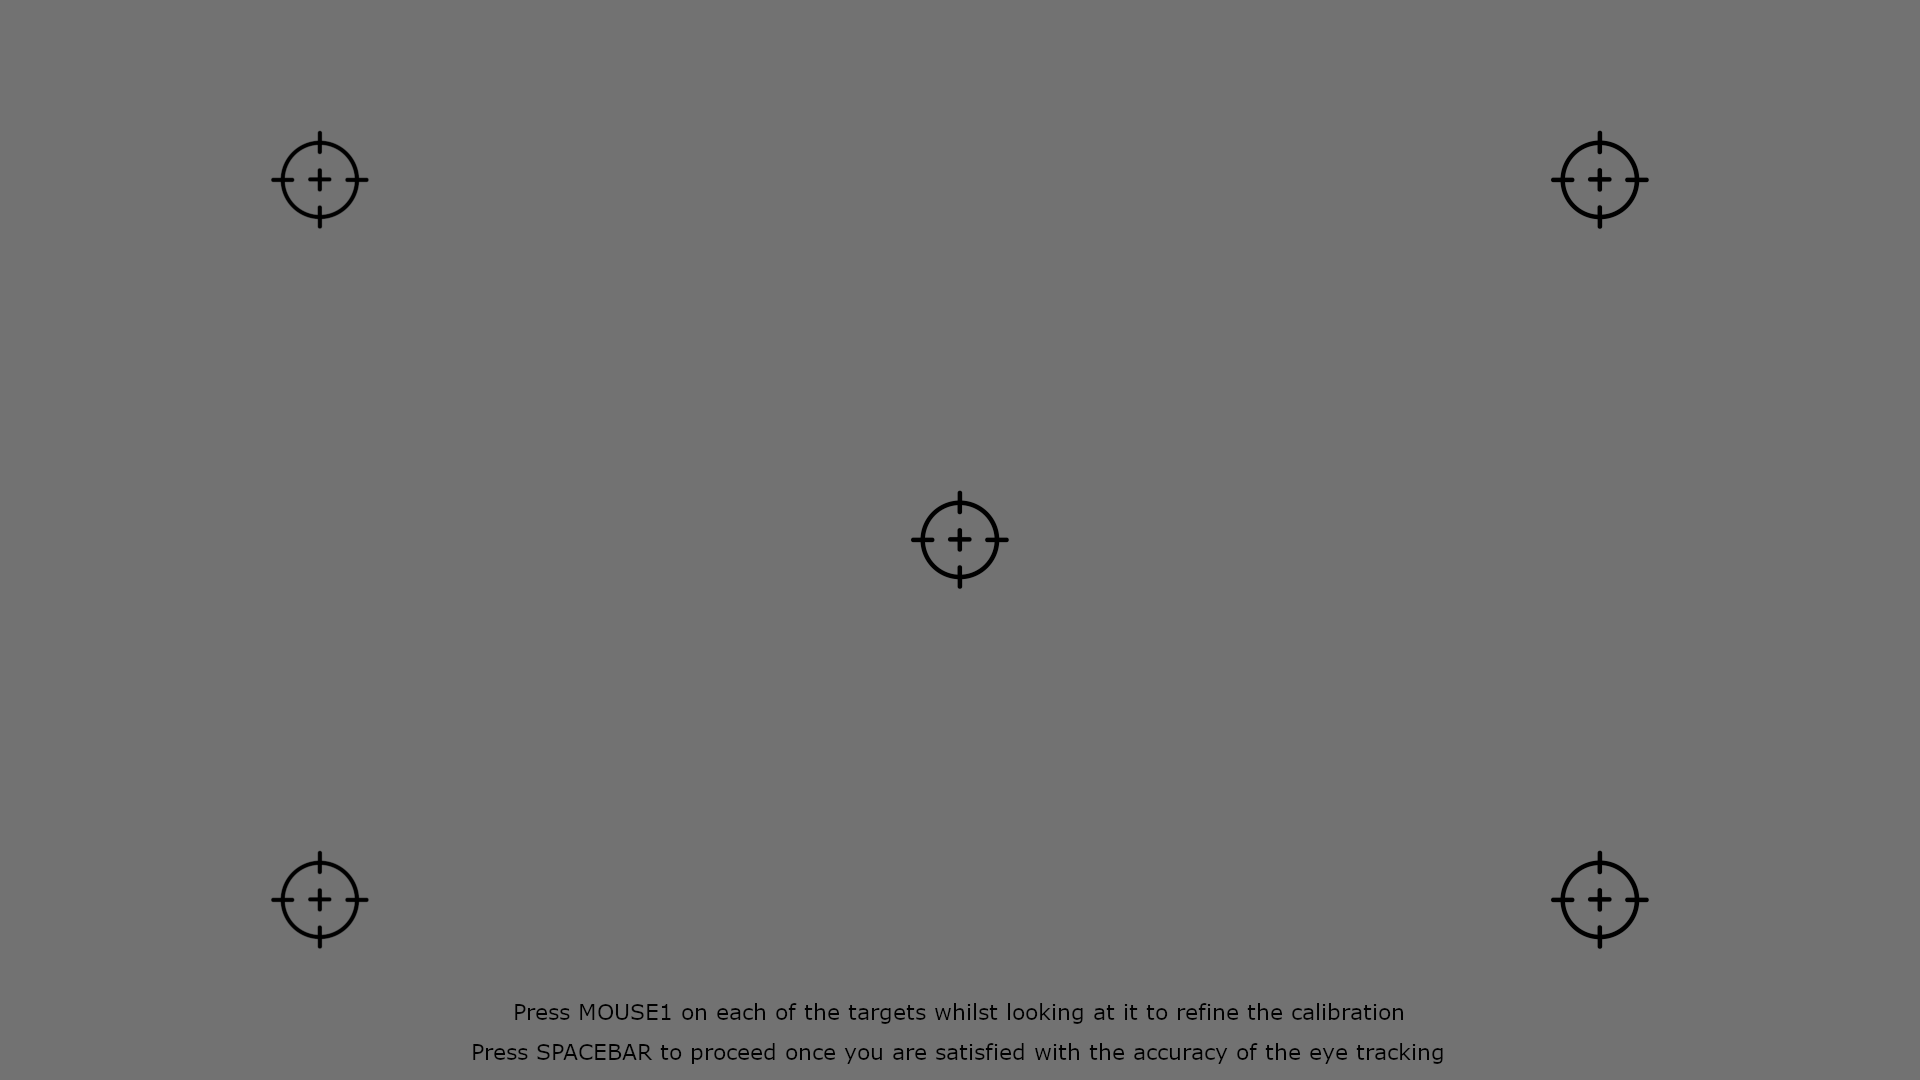 Press MOUSE1 on each of the targets whilst looking at it to refine the calibration
Press SPACEBAR to proceed once you are satisfied with the accuracy of the eye tracking